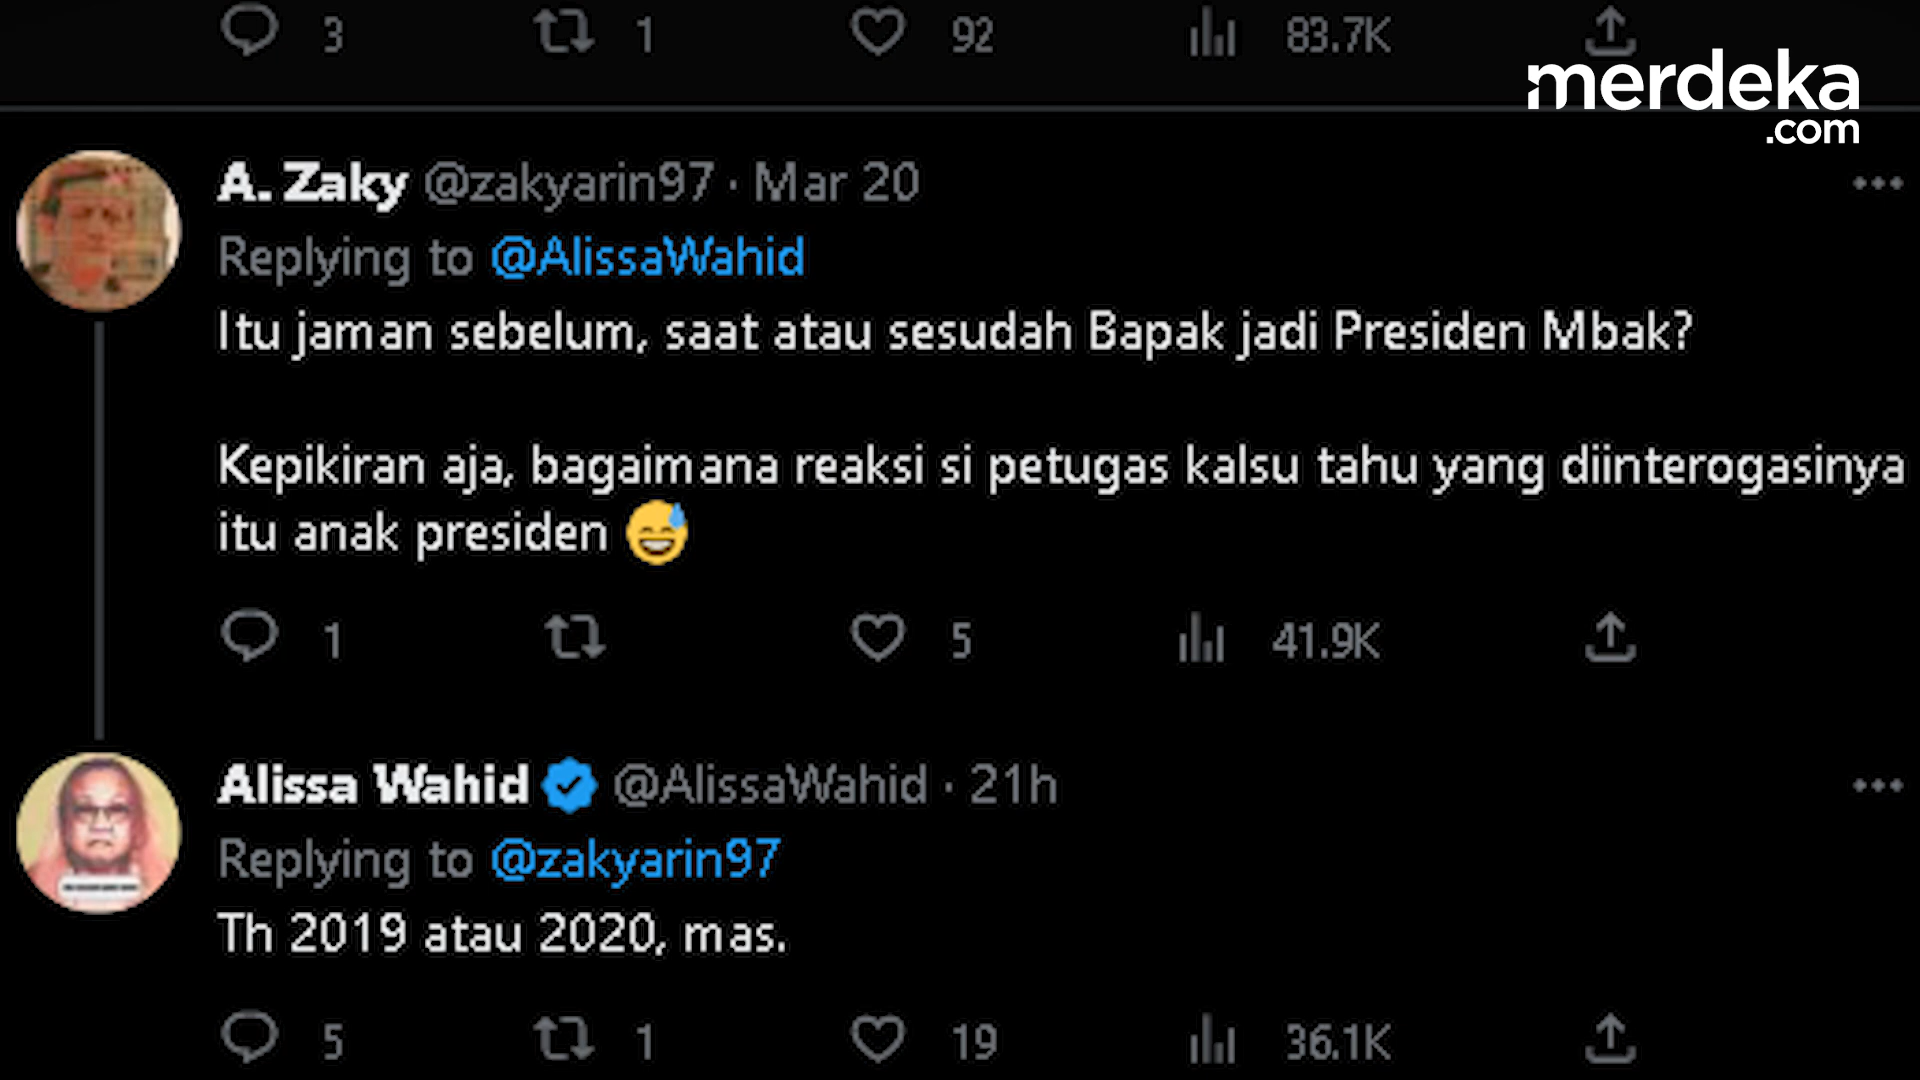 3 1 92 83.7K
merdeka
.com
A. Zaky @zakyarin97 · Mar 20
Replying to @AlissaWahid
Itu jaman sebelum, saat atau sesudah Bapak jadi Presiden Mbak?
Kepikiran aja, bagaimana reaksi si petugas kalsu tahu yang diinterogasinya
itu anak presiden 😅
1 5 41.9K
Alissa Wahid @AlissaWahid · 21h
Replying to @zakyarin97
Th 2019 atau 2020, mas.
5 1 19 36.1K